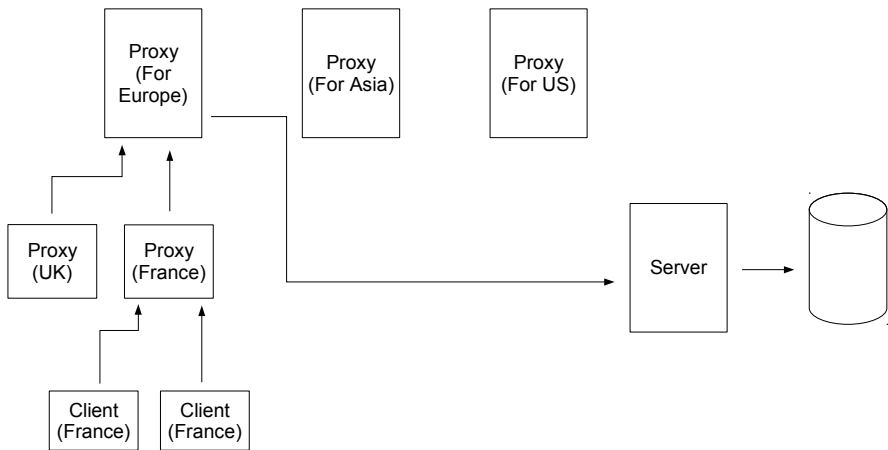 Proxy
(For
Europe)
Proxy
(For Asia)
Proxy
(For US)
Proxy
(UK)
Proxy
(France)
Server
Client
(France)
Client
(France)